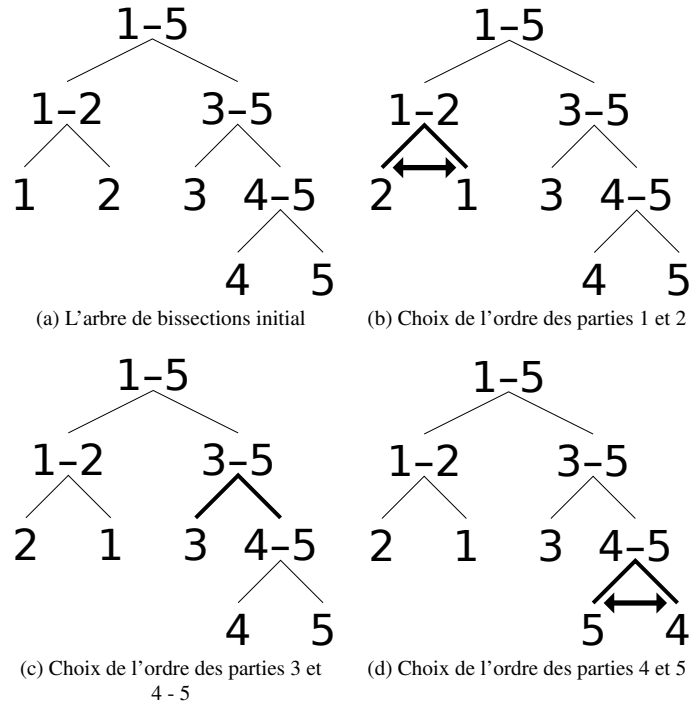 1–5 1–5
1–2 3–5 1–2 3–5
1 2 3 4–5 2 1 3 4–5
4 5 4 5
(a) L'arbre de bissections initial (b) Choix de l'ordre des parties 1 et 2
1–5 1–5
1–2 3–5 1–2 3–5
2 1 3 4–5 2 1 3 4–5
4 5 5 4
(c) Choix de l'ordre des parties 3 et (d) Choix de l'ordre des parties 4 et 5
4 - 5